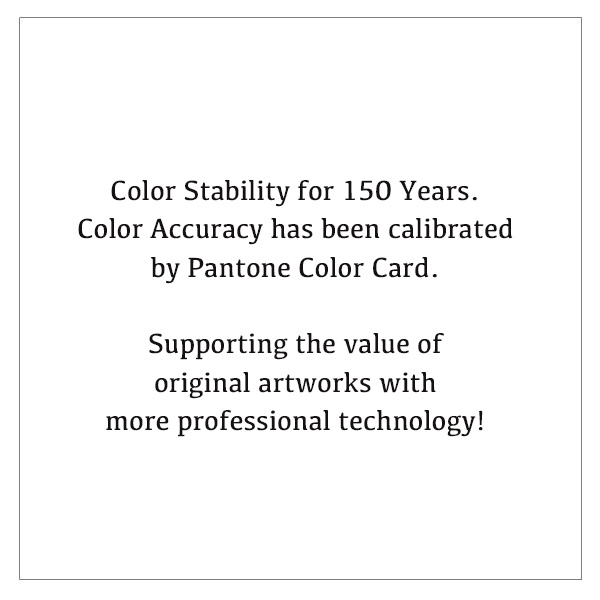 Color Stability for 150 Years.
Color Accuracy has been calibrated
by Pantone Color Card.
Supporting the value of
original artworks with
more professional technology!